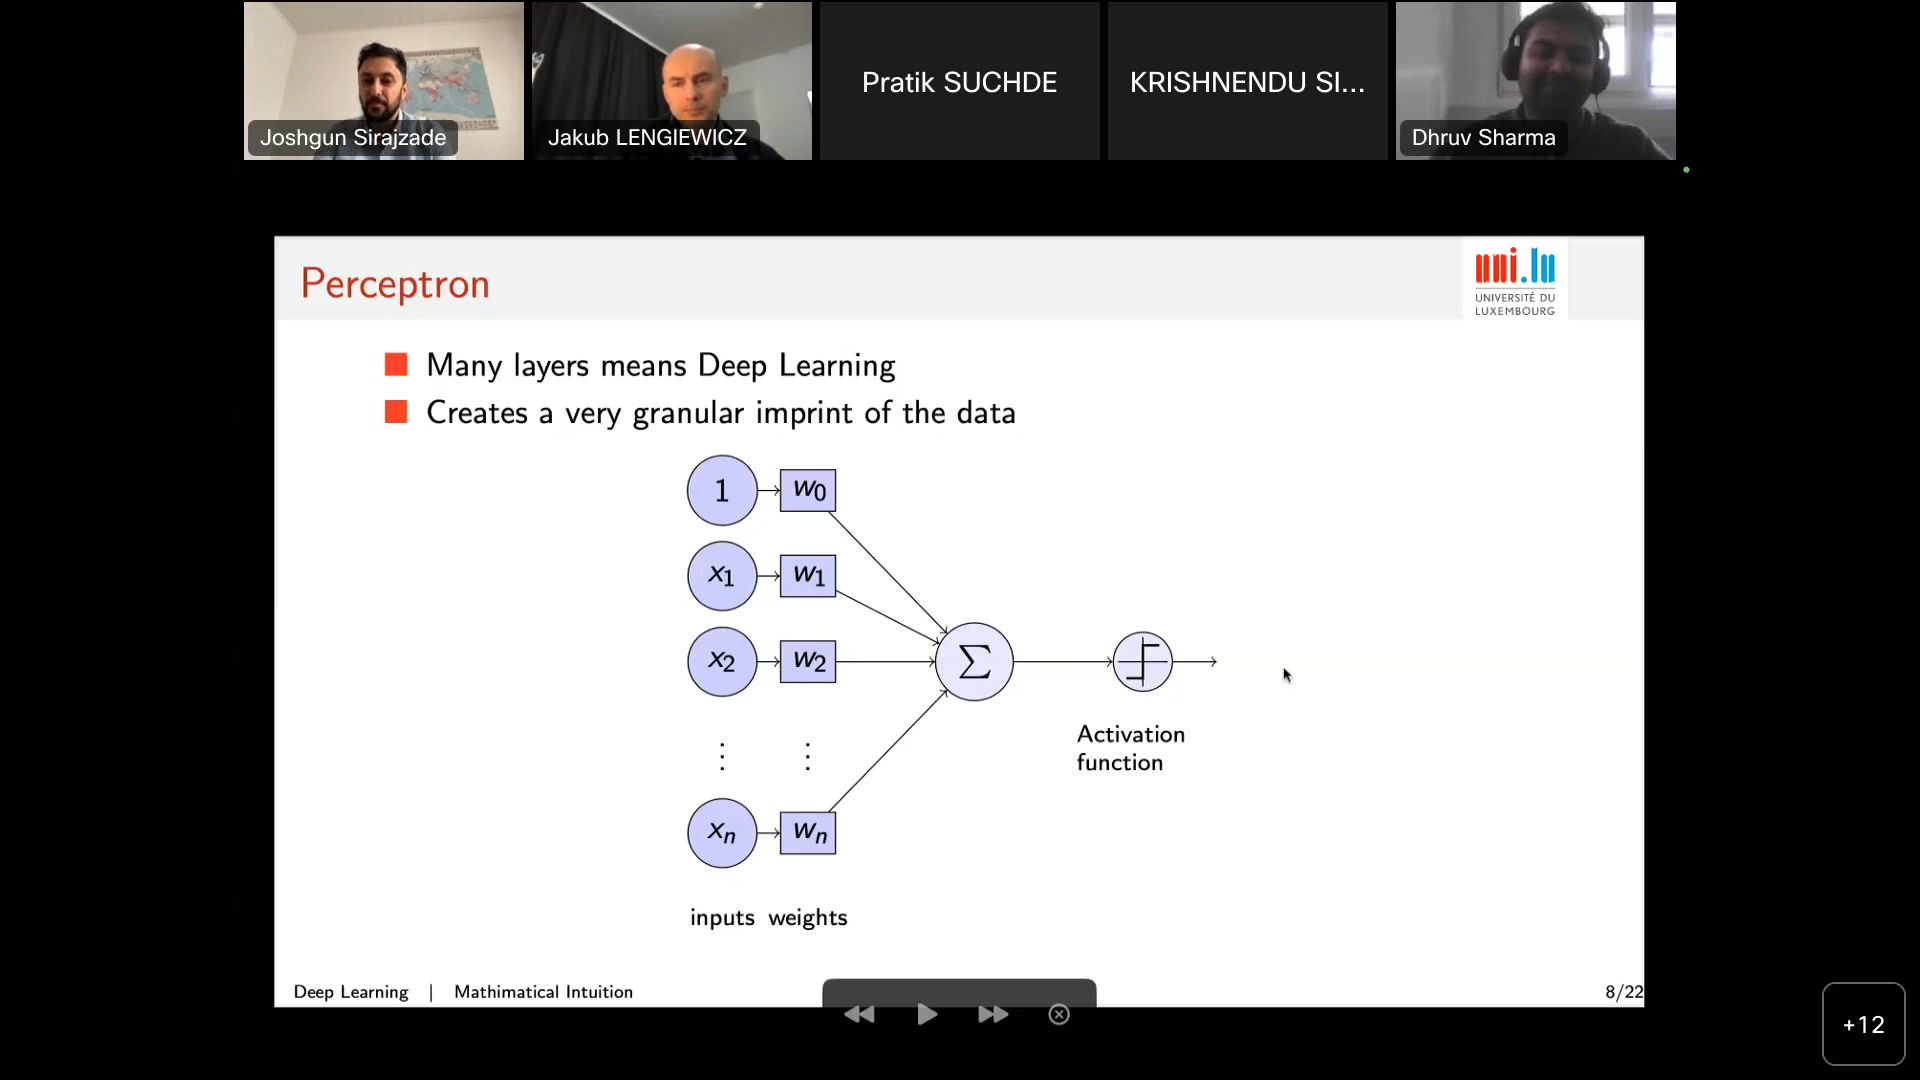 Joshgun Sirajzade
Jakub LENGIEWICZ
Pratik SUCHDE
KRISHNENDU SI...
Dhruv Sharma
Perceptron
uni.lu
UNIVERSITÉ DU
LUXEMBOURG
Many layers means Deep Learning
Creates a very granular imprint of the data
1 w0
x1 w1
x2 w2
Σ
⋮ ⋮
Activation
function
xn wn
inputs weights
Deep Learning | Mathimatical Intuition
8/22
+12